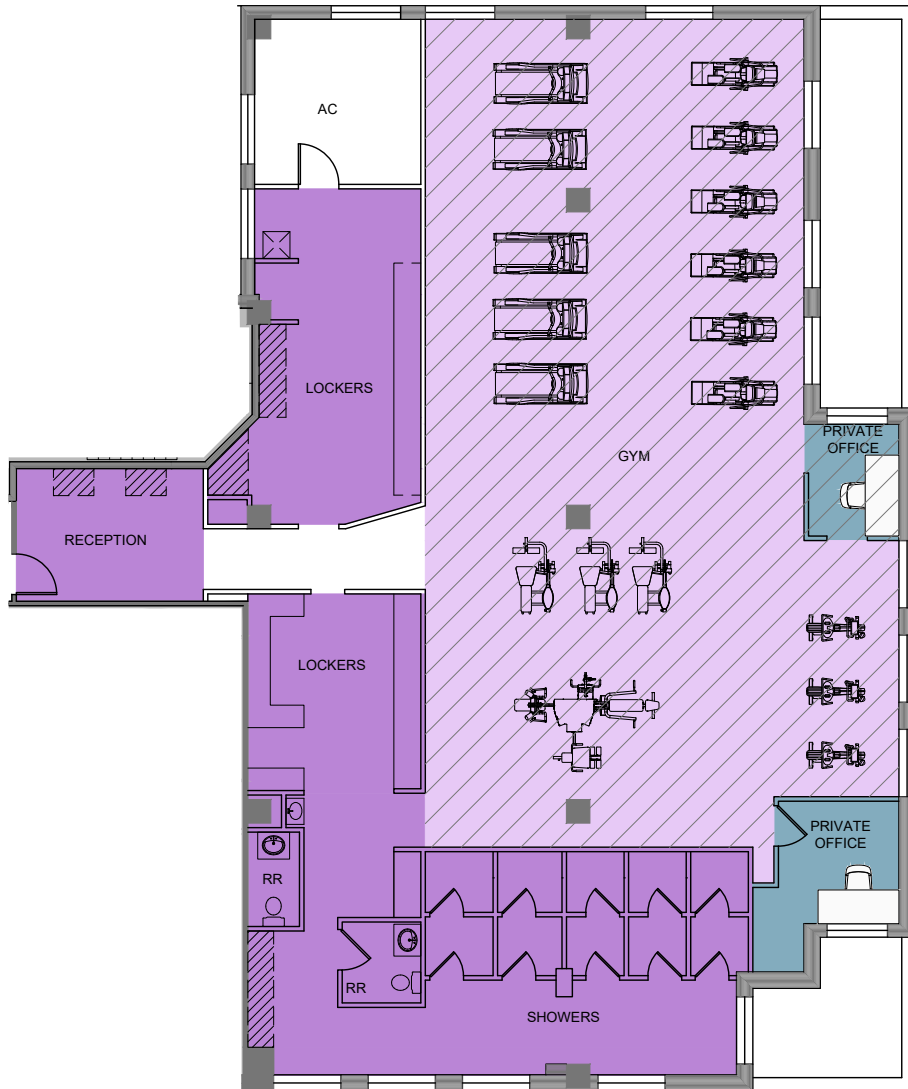 AC
LOCKERS
GYM
PRIVATE
OFFICE
RECEPTION
LOCKERS
PRIVATE
OFFICE
RR
RR
SHOWERS